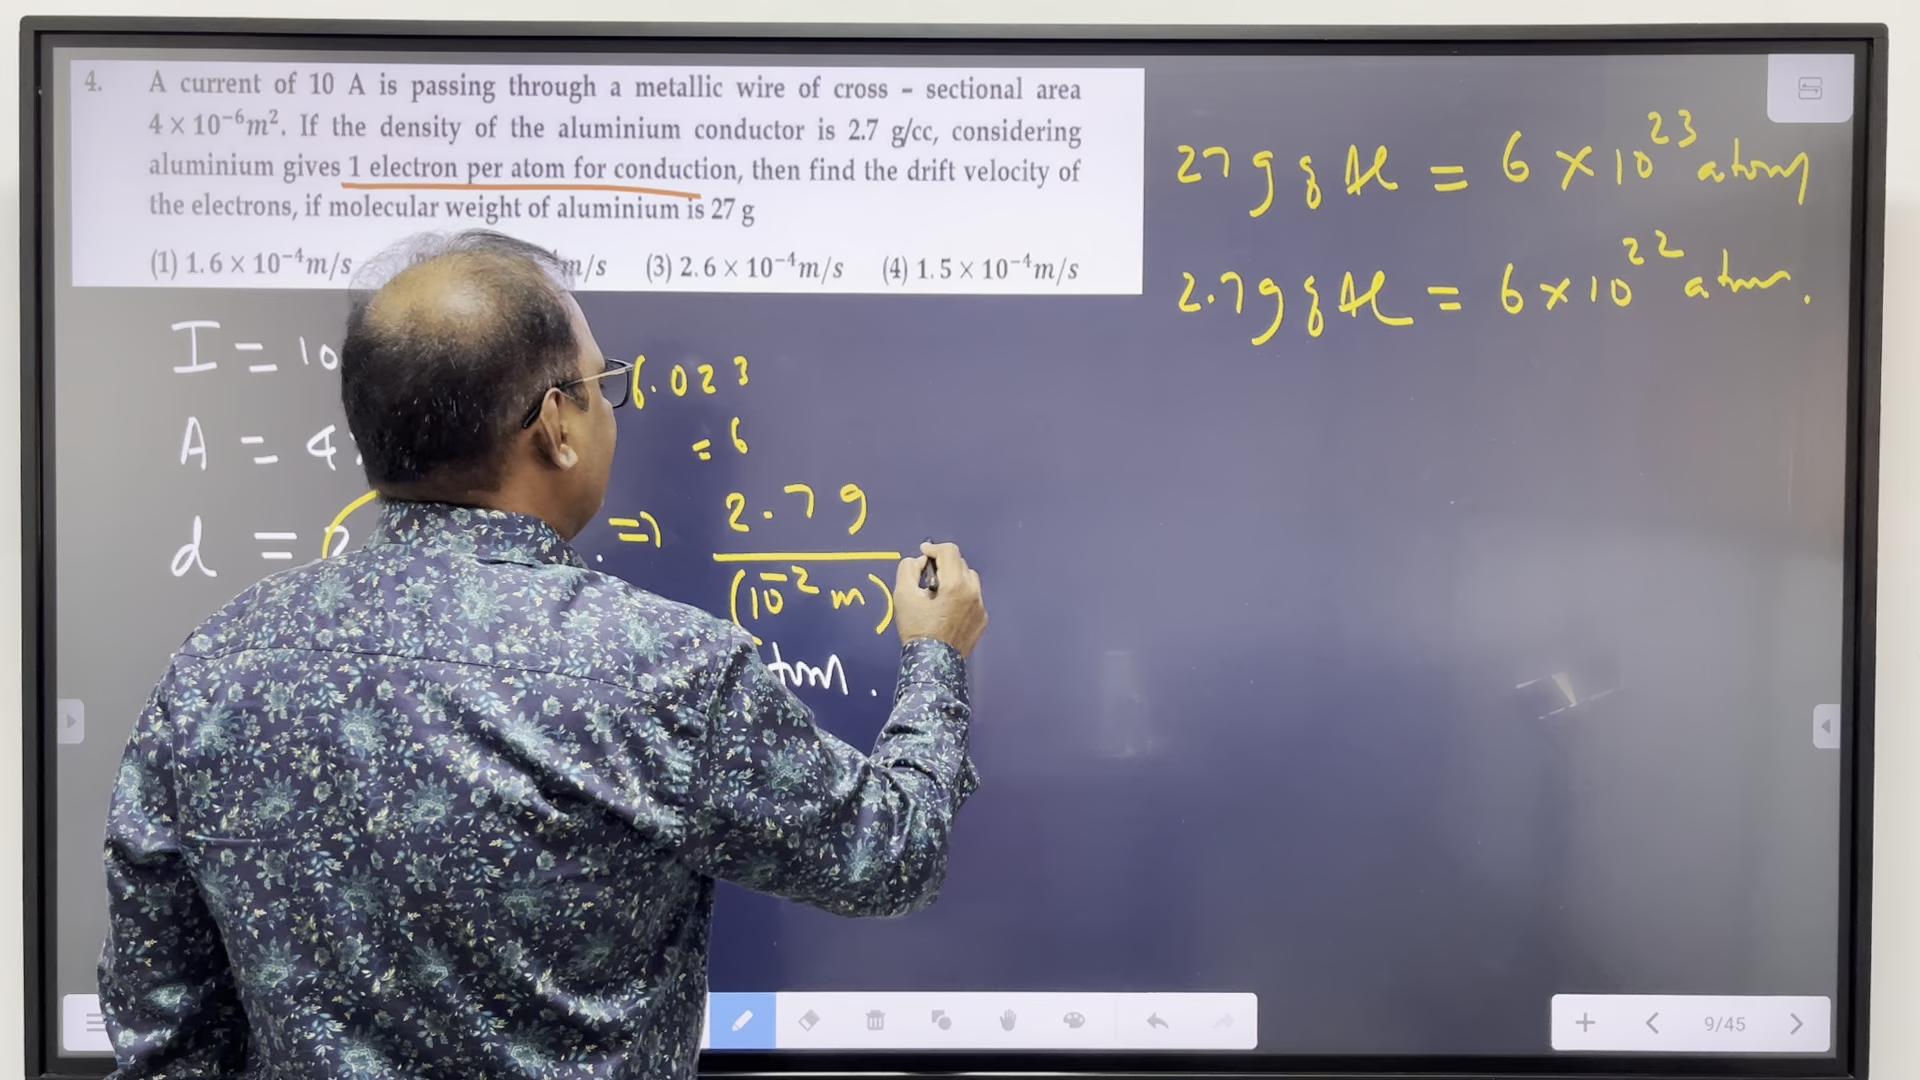 4. A current of 10 A is passing through a metallic wire of cross – sectional area
4 × 10⁻⁶m². If the density of the aluminium conductor is 2.7 g/cc, considering
aluminium gives 1 electron per atom for conduction, then find the drift velocity of
the electrons, if molecular weight of aluminium is 27 g
(1) 1.6 × 10⁻⁴m/s m/s (3) 2.6 × 10⁻⁴m/s (4) 1.5 × 10⁻⁴m/s
27 g of Al = 6 × 10²³ atom
2.7 g of Al = 6 × 10²² atom.
I = 10
6.023
= 6
A = 4
d = 2 . => 2.7 g
(10⁻² m)
9/45